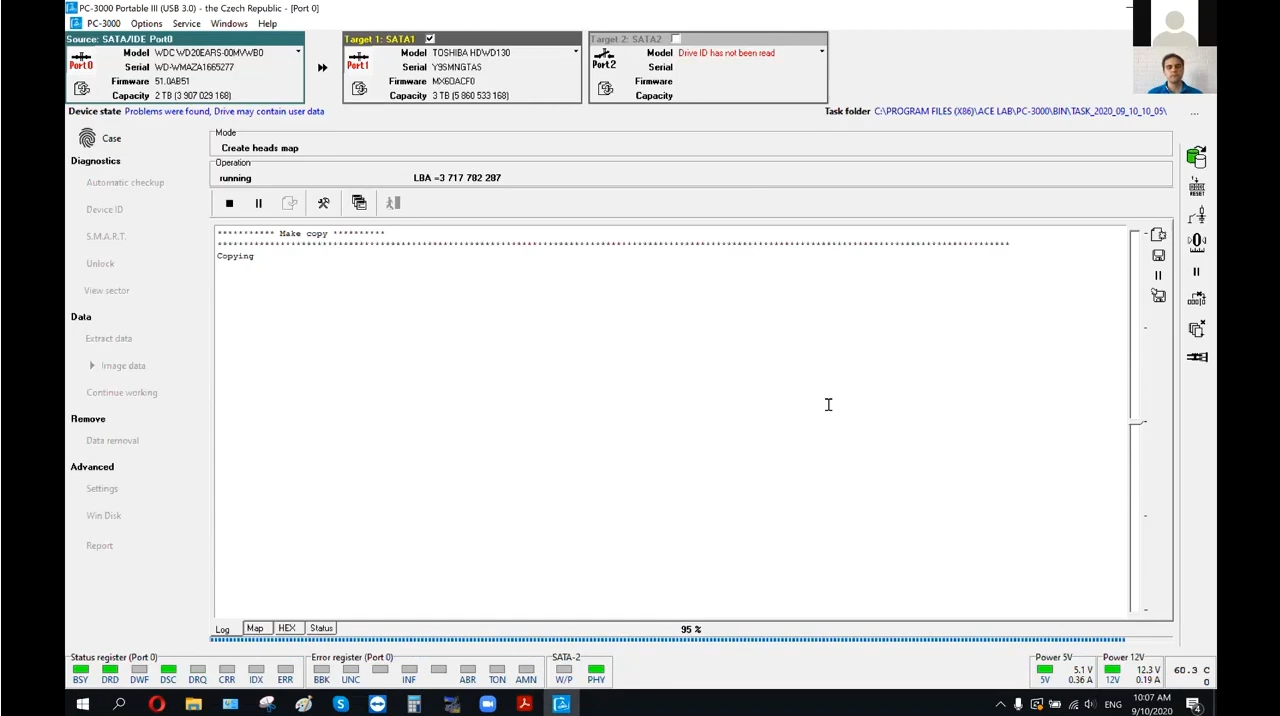 PC-3000 Portable III (USB 3.0) - the Czech Republic - [Port 0]
PC-3000 Options Service Windows Help
Source: SATA/IDE Port0
Port0
Model WDC WD20EARS-00MVWB0
Serial WD-WMAZA1665277
Firmware 51.0AB51
Capacity 2 TB (3 907 029 168)
Target 1: SATA1
Port1
Model TOSHIBA HDWD130
Serial Y95MNGTAS
Firmware MX6OACF0
Capacity 3 TB (5 860 533 168)
Target 2: SATA2
Port2
Model Drive ID has not been read
Serial
Firmware
Capacity
Device state Problems were found, Drive may contain user data
Task folder C:\PROGRAM FILES (X86)\ACE LAB\PC-3000\BIN\TASK_2020_09_10_10_05\ ...
Case
Diagnostics
Automatic checkup
Device ID
S.M.A.R.T.
Unlock
View sector
Data
Extract data
Image data
Continue working
Remove
Data removal
Advanced
Settings
Win Disk
Report
Mode
Create heads map
Operation
running LBA =3 717 782 287
*********** Make copy **********
Copying
RESET
Log Map HEX Status
95 %
Status register (Port 0)
BSY DRD DWF DSC DRQ CRR IDX ERR
Error register (Port 0)
BBK UNC INF ABR TON AMN
SATA-2
W/P PHY
Power 5V
5V 5.1 V
0.36 A
Power 12V
12V 12.3 V
0.19 A
60.3 C
0
ENG
10:07 AM
9/10/2020
4